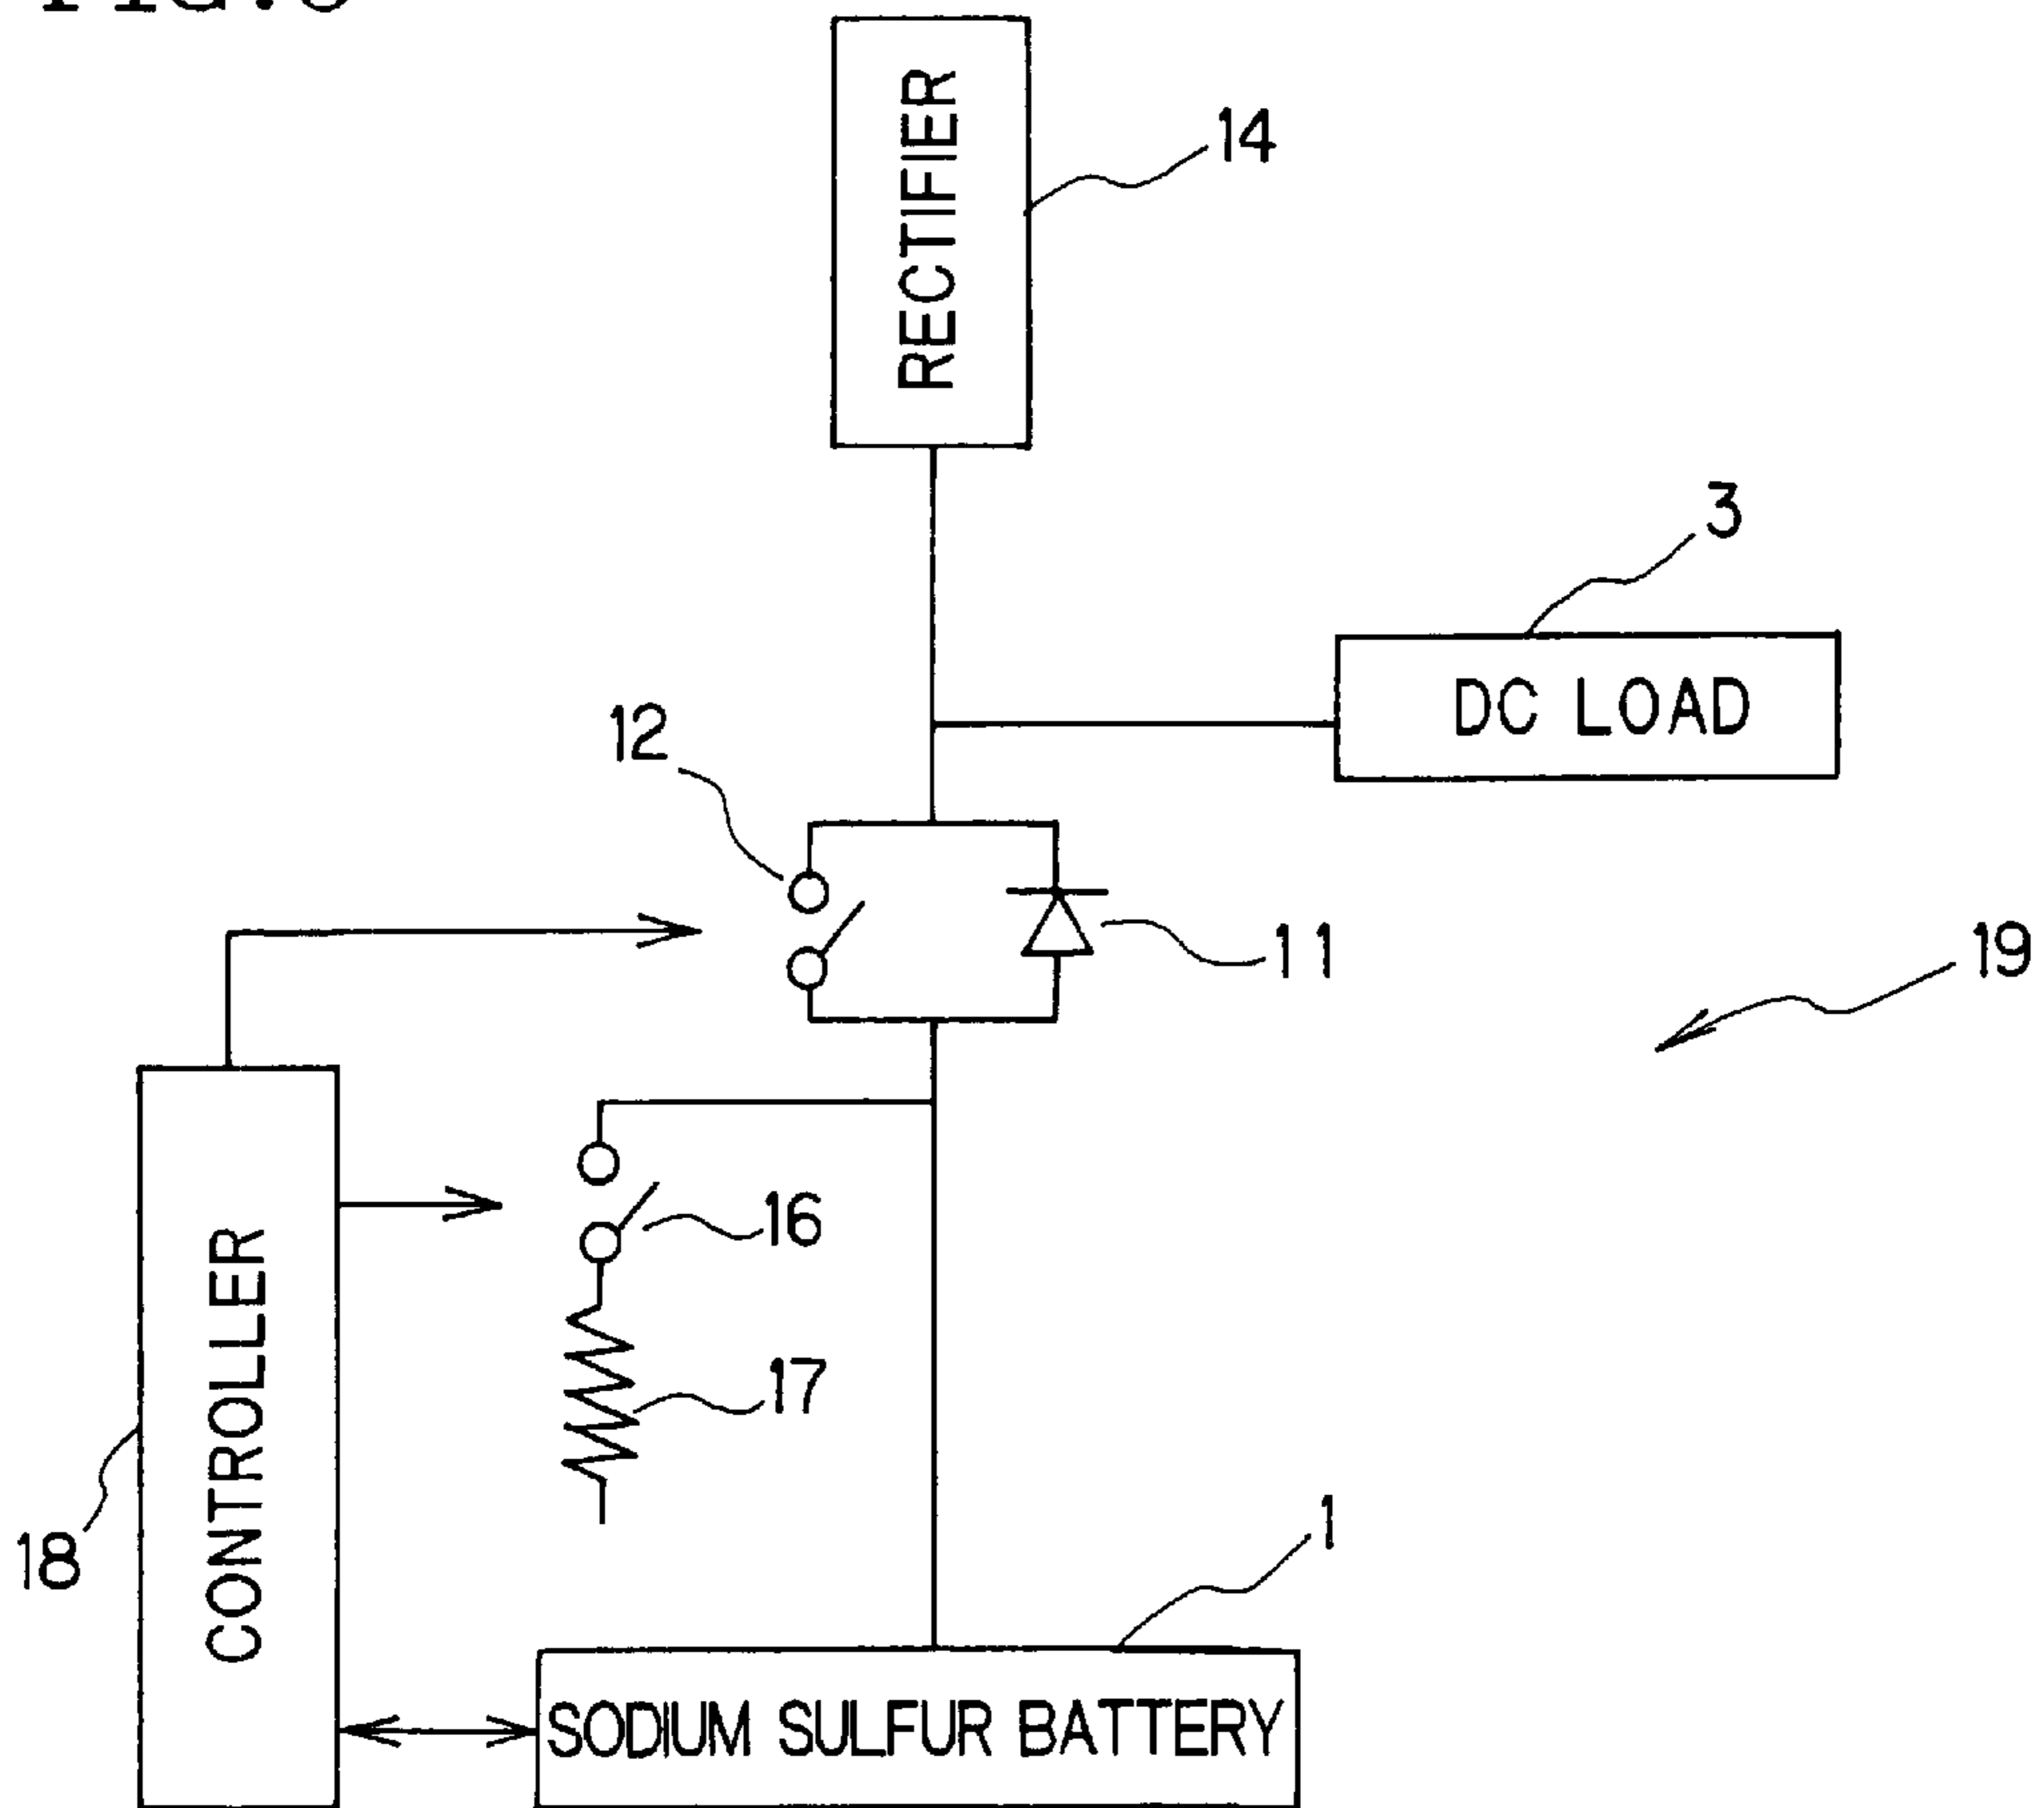 RECTIFIER
14
3
DC LOAD
12
11
19
16
CONTROLLER
17
18
1
SODIUM SULFUR BATTERY